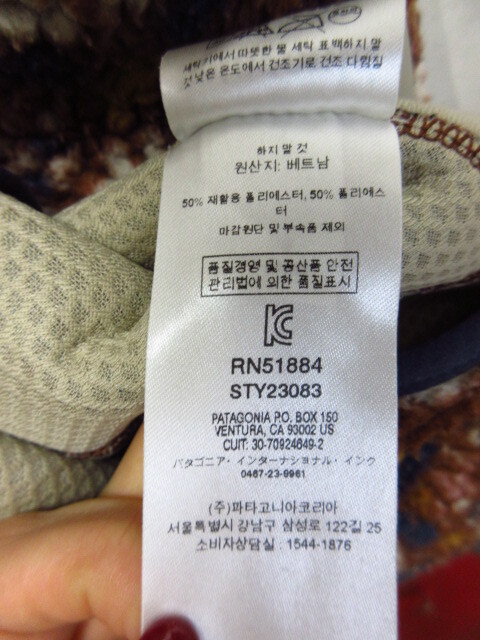 세탁기에서 따뜻한 물 세탁 표백하지 말
것 낮은 온도에서 건조기로 건조 다림질
하지 말 것
원산지: 베트남
50% 재활용 폴리에스터, 50% 폴리에스
터
마감원단 및 부속품 제외
품질경영 및 공산품 안전
관리법에 의한 품질표시
RN51884
STY23083
PATAGONIA P.O. BOX 150
VENTURA, CA 93002 US
CUIT: 30-70924849-2
パタゴニア・インターナショナル・インク
0467-23-8961
(주)파타고니아코리아
서울특별시 강남구 삼성로 122길 25
소비자상담실 : 1544-1876